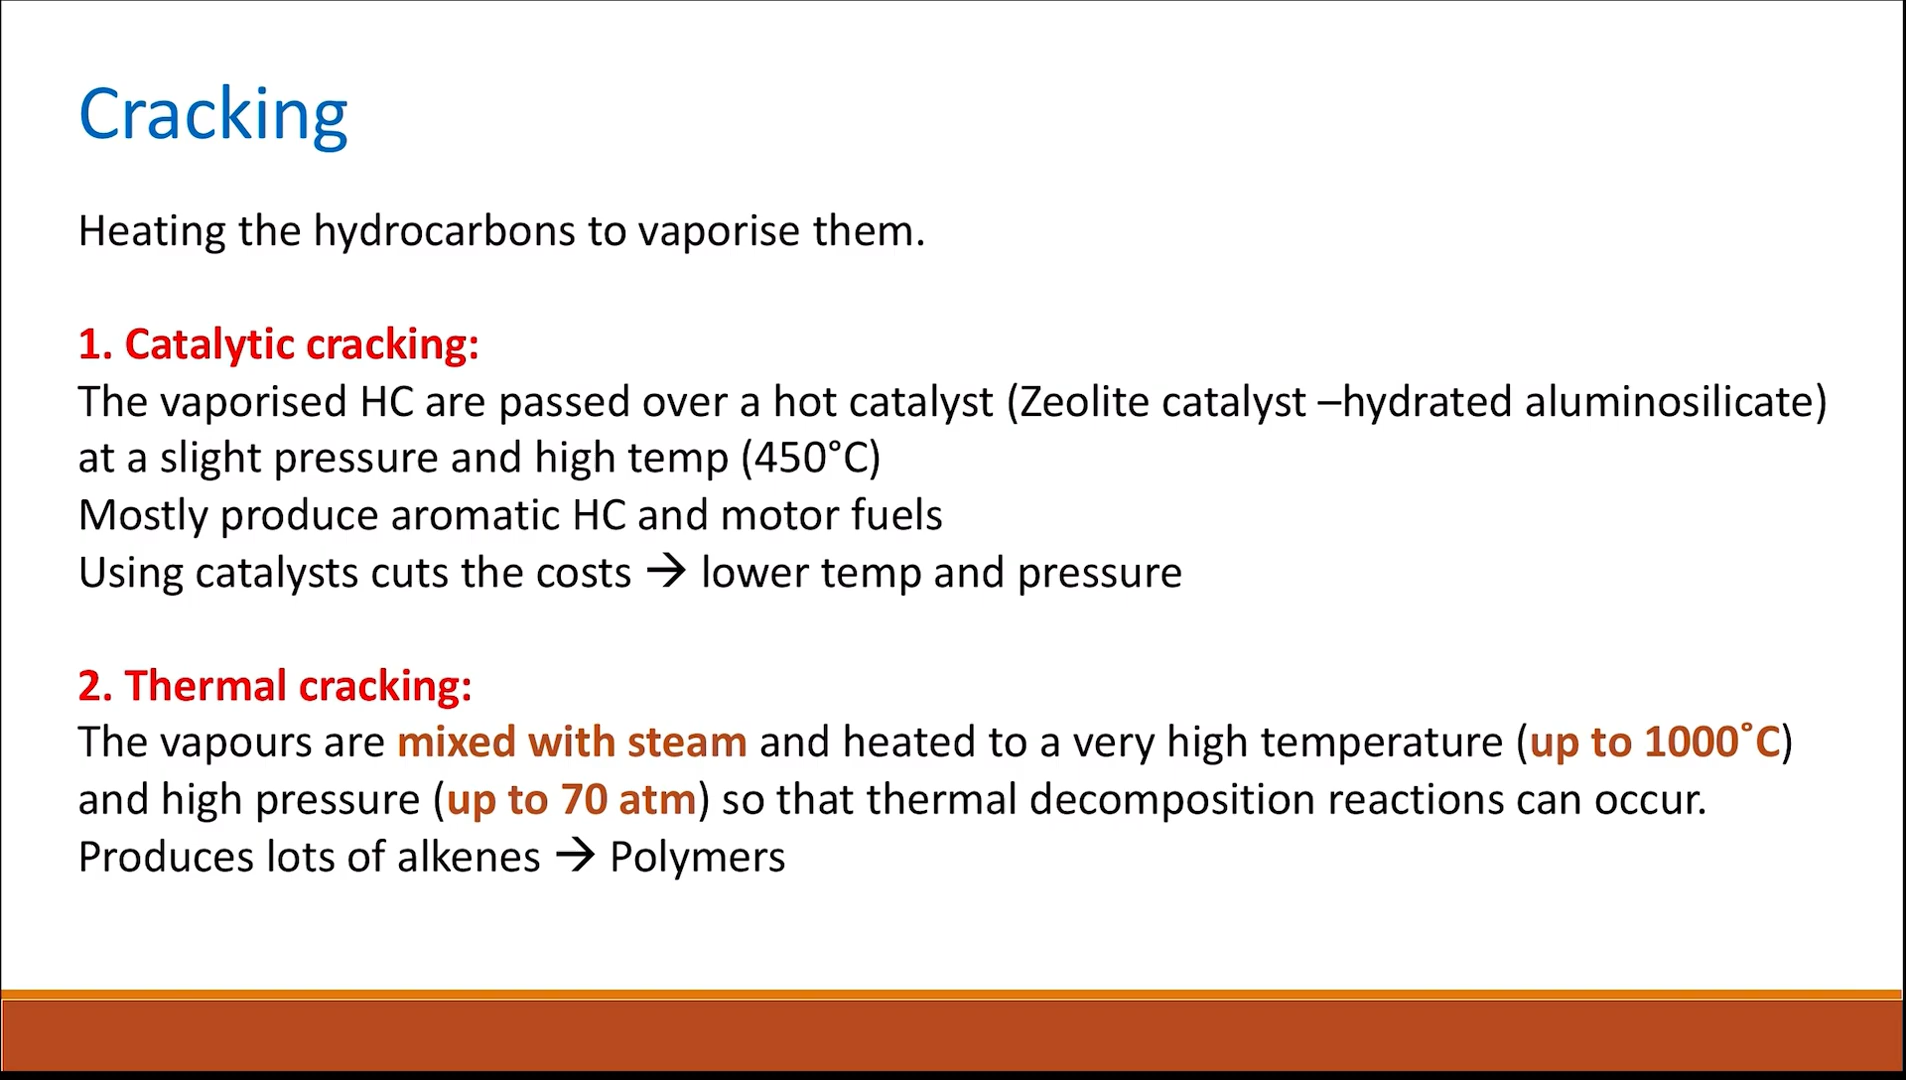 Cracking
Heating the hydrocarbons to vaporise them.
1. Catalytic cracking:
The vaporised HC are passed over a hot catalyst (Zeolite catalyst –hydrated aluminosilicate)
at a slight pressure and high temp (450°C)
Mostly produce aromatic HC and motor fuels
Using catalysts cuts the costs → lower temp and pressure
2. Thermal cracking:
The vapours are mixed with steam and heated to a very high temperature (up to 1000˚C)
and high pressure (up to 70 atm) so that thermal decomposition reactions can occur.
Produces lots of alkenes → Polymers